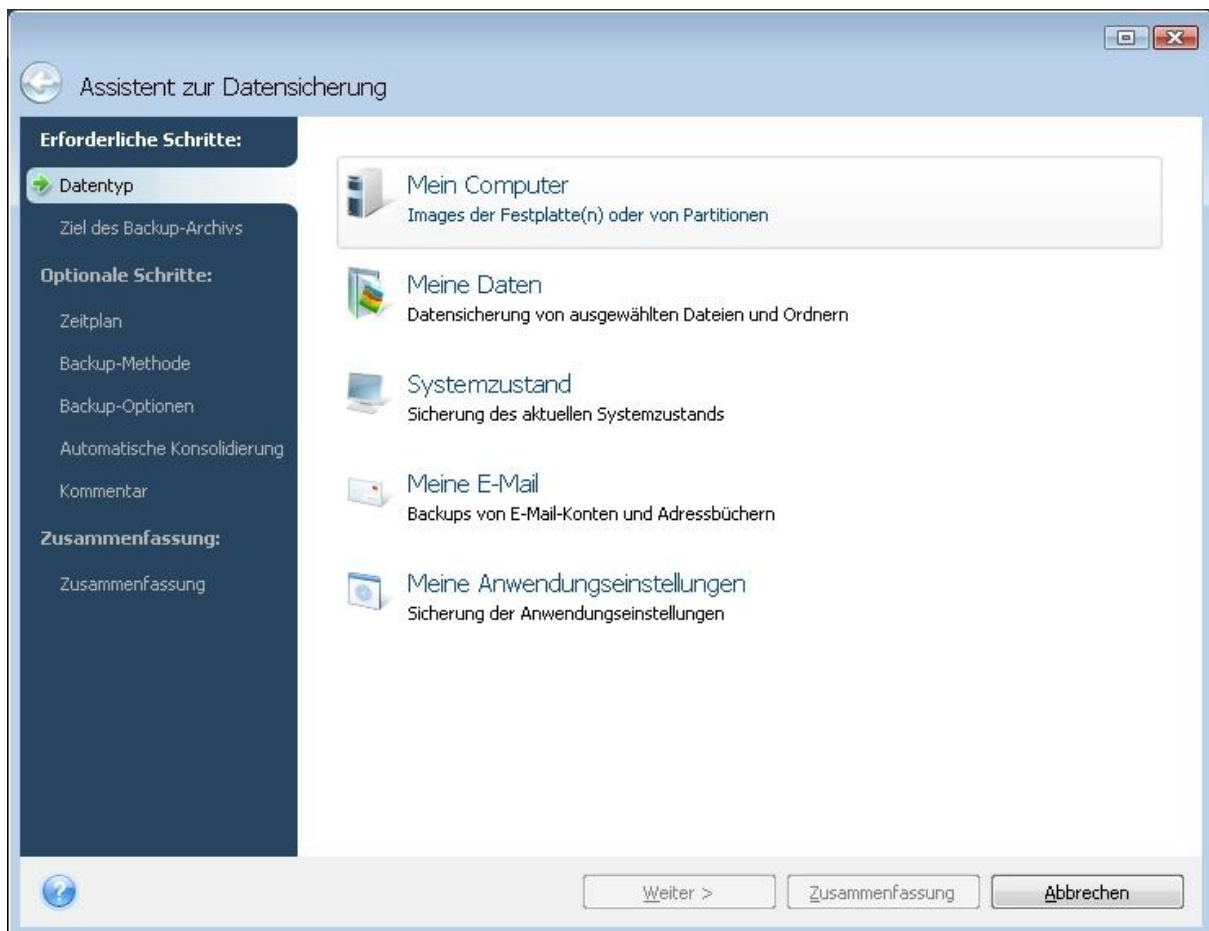 Assistent zur Datensicherung
Erforderliche Schritte:
Datentyp
Ziel des Backup-Archivs
Optionale Schritte:
Zeitplan
Backup-Methode
Backup-Optionen
Automatische Konsolidierung
Kommentar
Zusammenfassung:
Zusammenfassung
Mein Computer
Images der Festplatte(n) oder von Partitionen
Meine Daten
Datensicherung von ausgewählten Dateien und Ordnern
Systemzustand
Sicherung des aktuellen Systemzustands
Meine E-Mail
Backups von E-Mail-Konten und Adressbüchern
Meine Anwendungseinstellungen
Sicherung der Anwendungseinstellungen
?
Weiter >
Zusammenfassung
Abbrechen